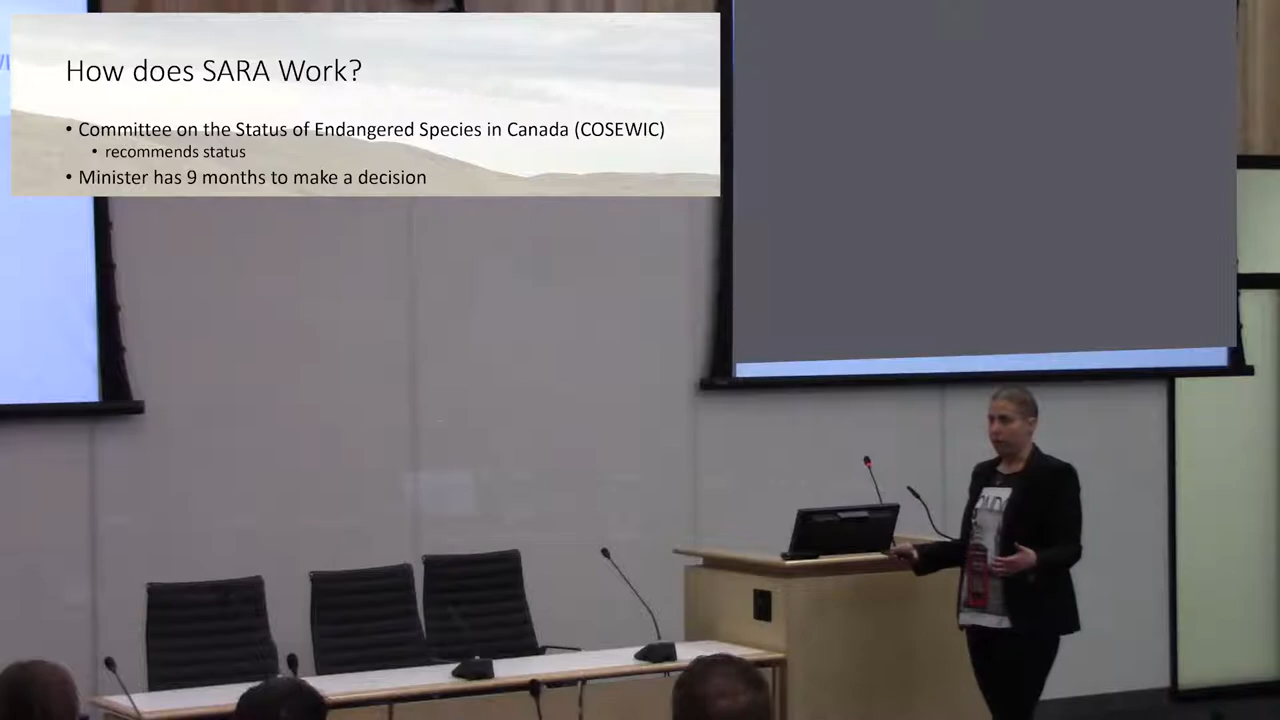 How does SARA Work?
• Committee on the Status of Endangered Species in Canada (COSEWIC)
• recommends status
• Minister has 9 months to make a decision